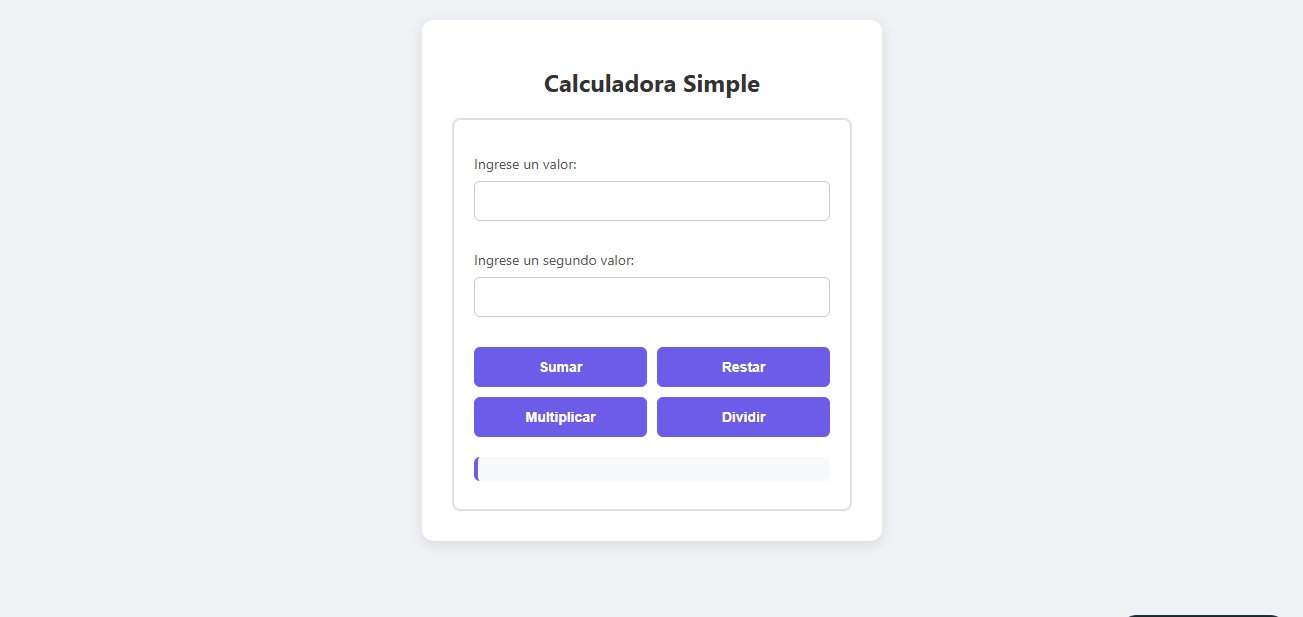 Calculadora Simple
Ingrese un valor:
Ingrese un segundo valor:
Sumar
Restar
Multiplicar
Dividir